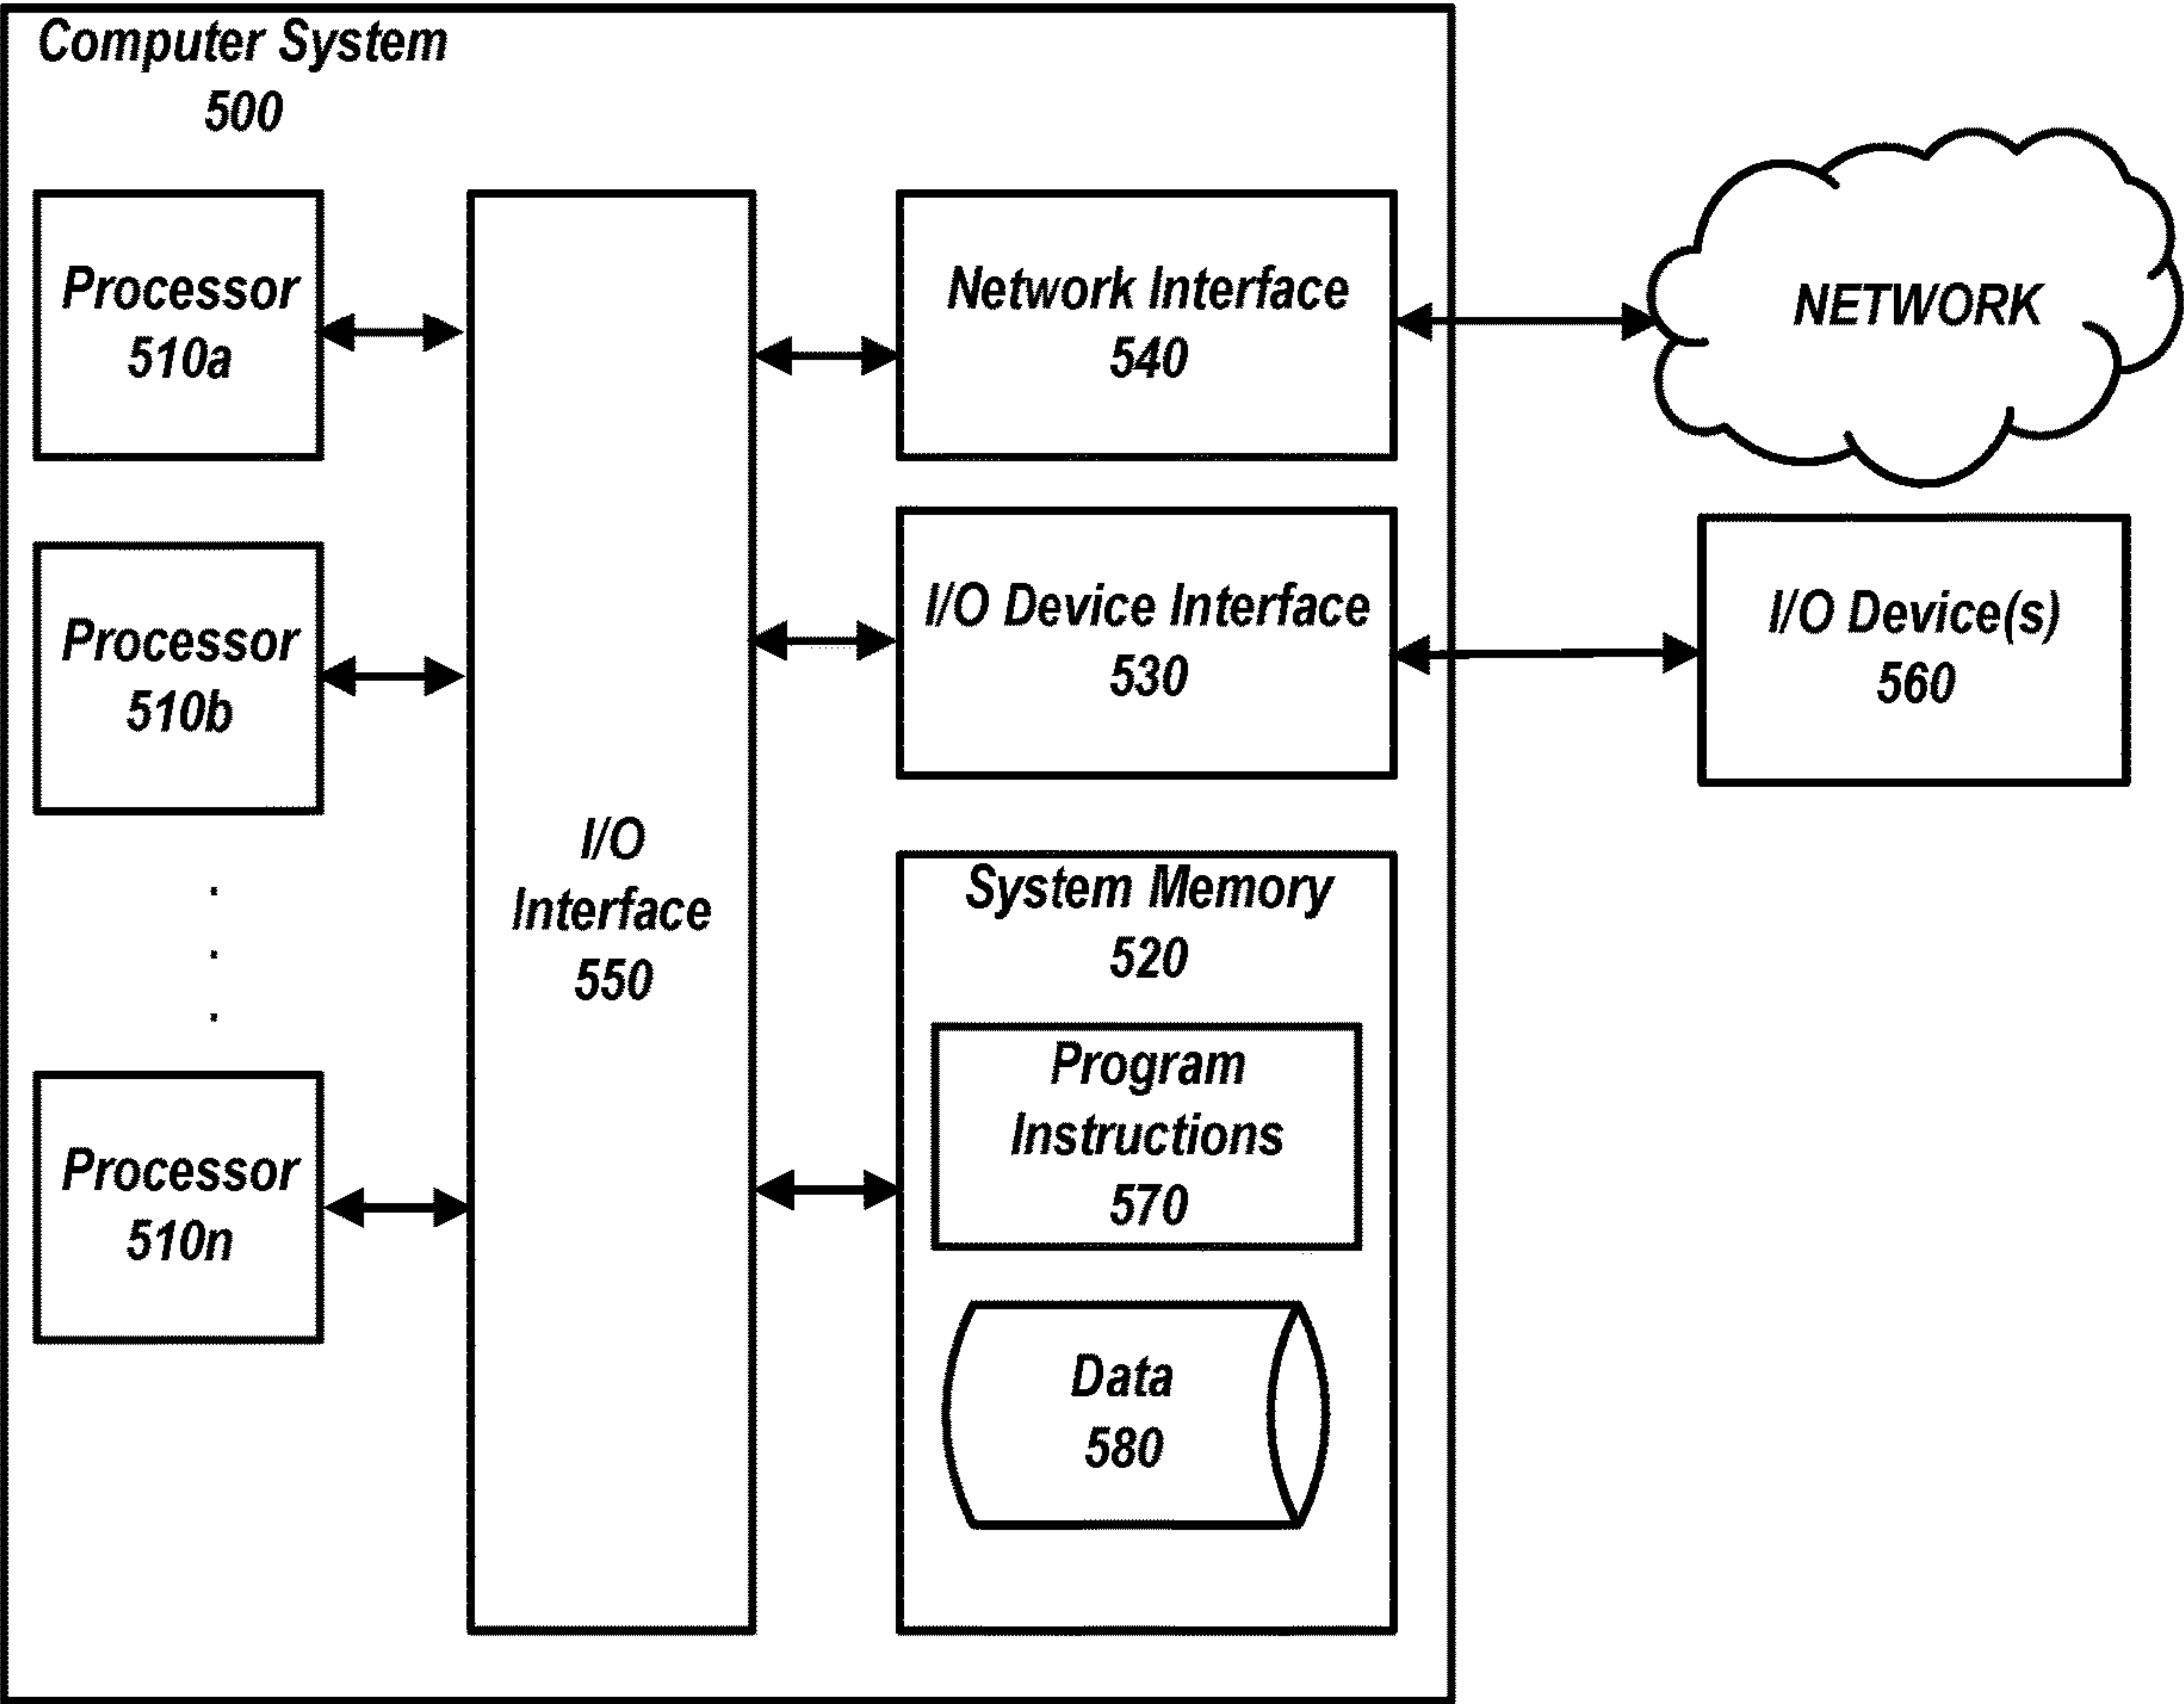 Computer System
500
Processor
510a
Processor
510b
.
.
.
Processor
510n
I/O
Interface
550
Network Interface
540
I/O Device Interface
530
System Memory
520
Program
Instructions
570
Data
580
NETWORK
I/O Device(s)
560